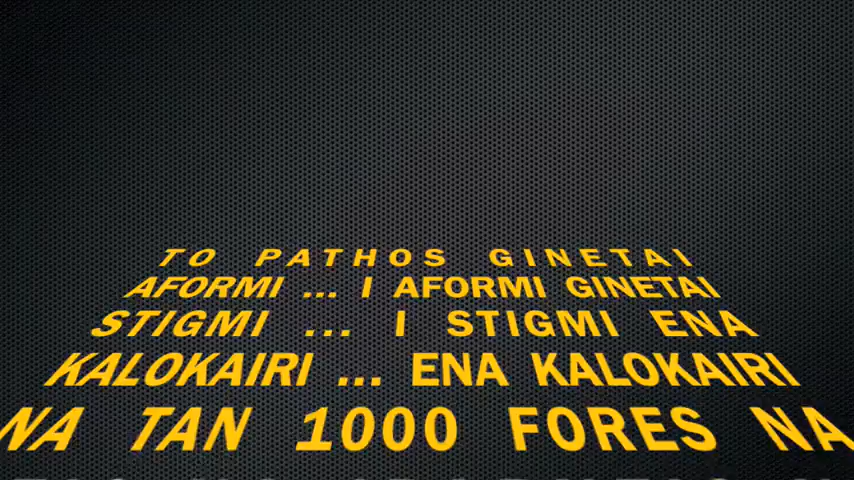 TO PATHOS GINETAI
AFORMI ... I AFORMI GINETAI
STIGMI ... I STIGMI ENA
KALOKAIRI ... ENA KALOKAIRI
NA TAN 1000 FORES NA